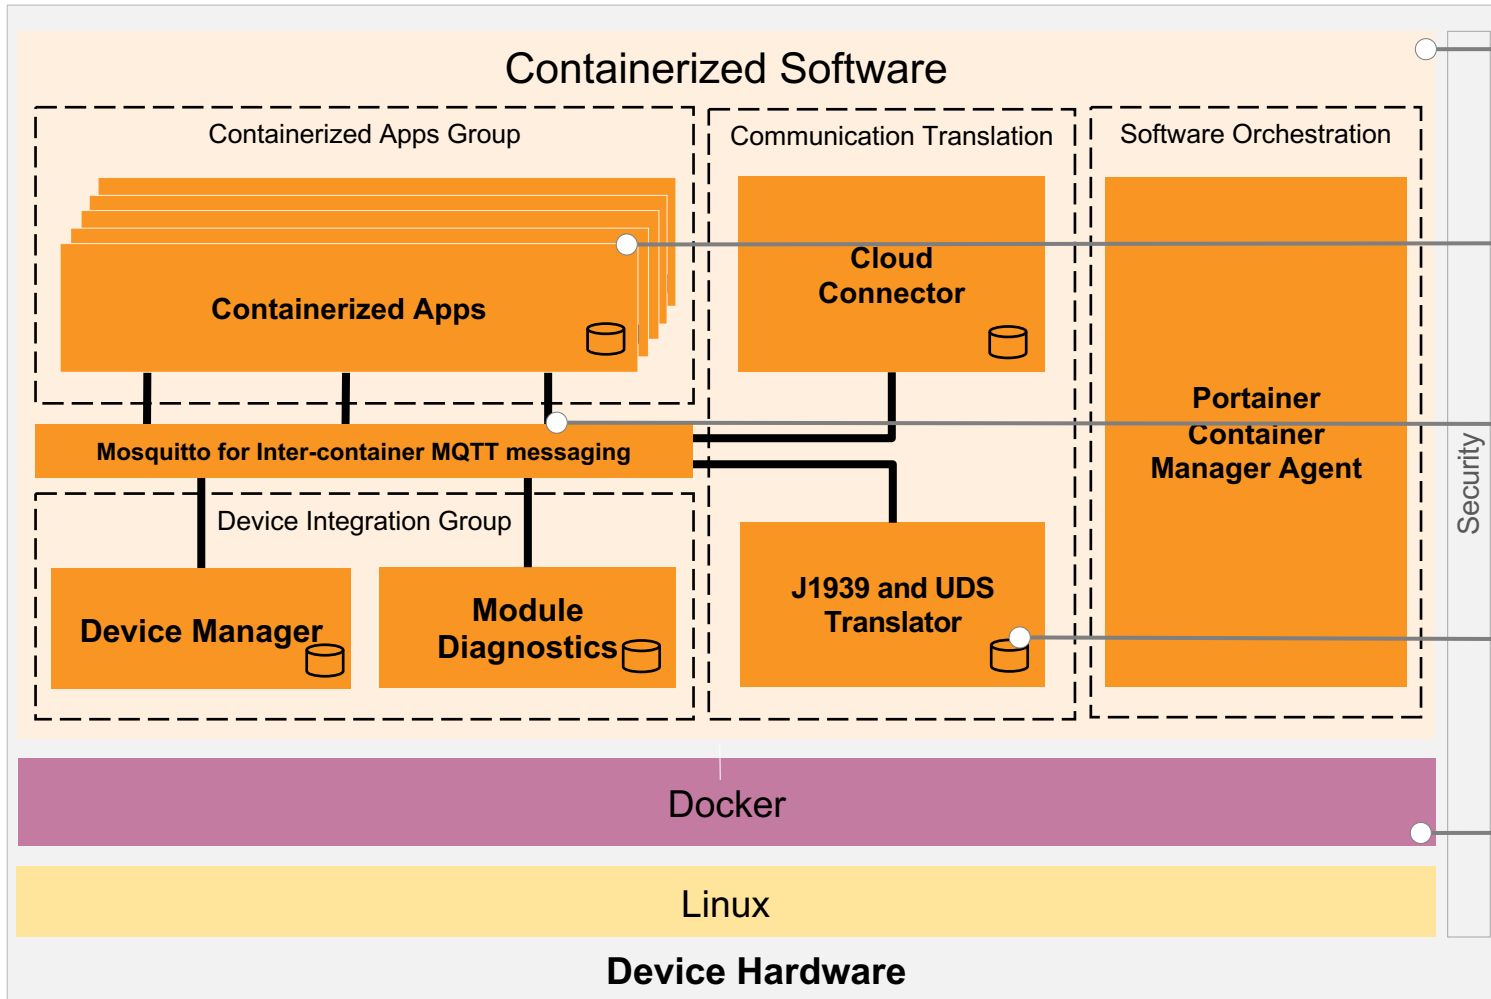 Containerized Software
Containerized Apps Group
Communication Translation
Software Orchestration
Containerized Apps
Cloud
Connector
Portainer
Container
Manager Agent
Mosquitto for Inter-container MQTT messaging
Device Integration Group
Device Manager
Module
Diagnostics
J1939 and UDS
Translator
Security
Docker
Linux
Device Hardware